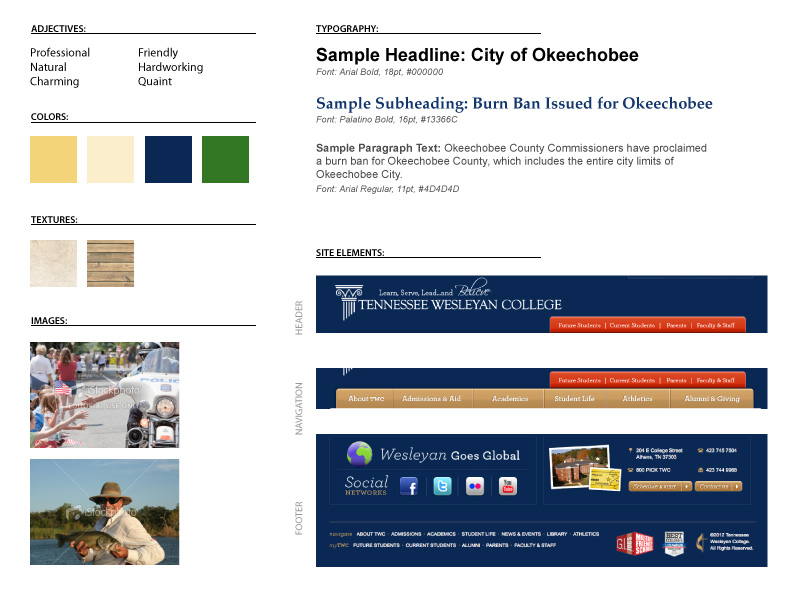 ADJECTIVES:
Professional
Natural
Charming
Friendly
Hardworking
Quaint
COLORS:
TEXTURES:
IMAGES:
iStockphoto
POLICE
iStockphoto
TYPOGRAPHY:
Sample Headline: City of Okeechobee
Font: Arial Bold, 18pt, #000000
Sample Subheading: Burn Ban Issued for Okeechobee
Font: Palatino Bold, 16pt, #13366C
Sample Paragraph Text: Okeechobee County Commissioners have proclaimed
a burn ban for Okeechobee County, which includes the entire city limits of
Okeechobee City.
Font: Arial Regular, 11pt, #4D4D4D
SITE ELEMENTS:
HEADER
Learn, Serve, Lead...and Believe
TENNESSEE WESLEYAN COLLEGE
Future Students | Current Students | Parents | Faculty & Staff
NAVIGATION
Future Students | Current Students | Parents | Faculty & Staff
About TWC Admissions & Aid Academics Student Life Athletics Alumni & Giving
FOOTER
Wesleyan Goes Global
Social
NETWORKS
You
Tube
204 E College Street
Athens, TN 37303
800 PICK TWC
423 745 7504
423 744 9968
Schedule a visit
Contact us
navigate ABOUT TWC · ADMISSIONS · ACADEMICS · STUDENT LIFE · NEWS & EVENTS · LIBRARY · ATHLETICS
myTWC FUTURE STUDENTS · CURRENT STUDENTS · ALUMNI · PARENTS · FACULTY & STAFF
BEST
©2012 Tennessee
Wesleyan College.
All Rights Reserved.